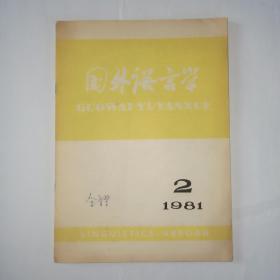 国外语言学
GUOWAI YUYANXUE
2
1981
LINGUISTICS ABROAD